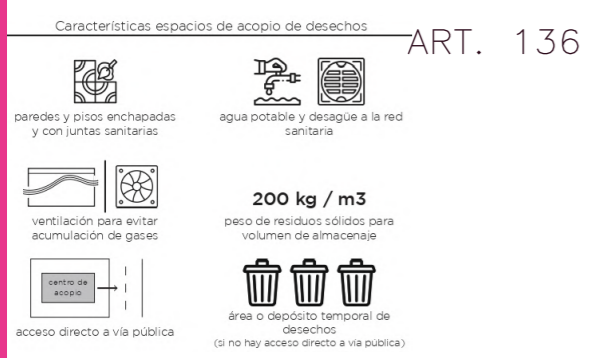 Características espacios de acopio de desechos
ART. 136
paredes y pisos enchapadas
y con juntas sanitarias
agua potable y desagüe a la red
sanitaria
ventilación para evitar
acumulación de gases
200 kg / m3
peso de residuos sólidos para
volumen de almacenaje
centro de
acopio
acceso directo a vía pública
área o depósito temporal de
desechos
(si no hay acceso directo a vía pública)